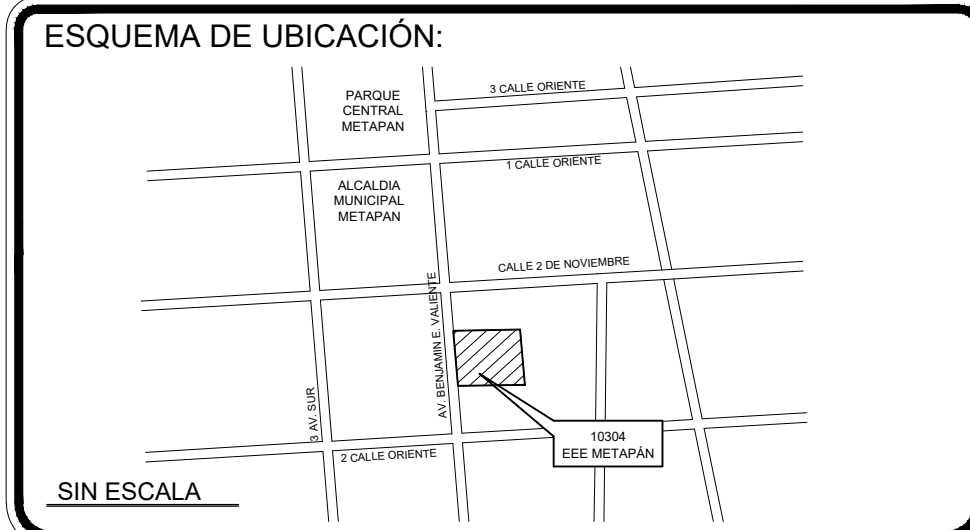 ESQUEMA DE UBICACIÓN:
PARQUE
CENTRAL
METAPAN
3 CALLE ORIENTE
1 CALLE ORIENTE
ALCALDIA
MUNICIPAL
METAPAN
CALLE 2 DE NOVIEMBRE
AV. BENJAMIN E. VALIENTE
3 AV. SUR
10304
EEE METAPÁN
2 CALLE ORIENTE
SIN ESCALA